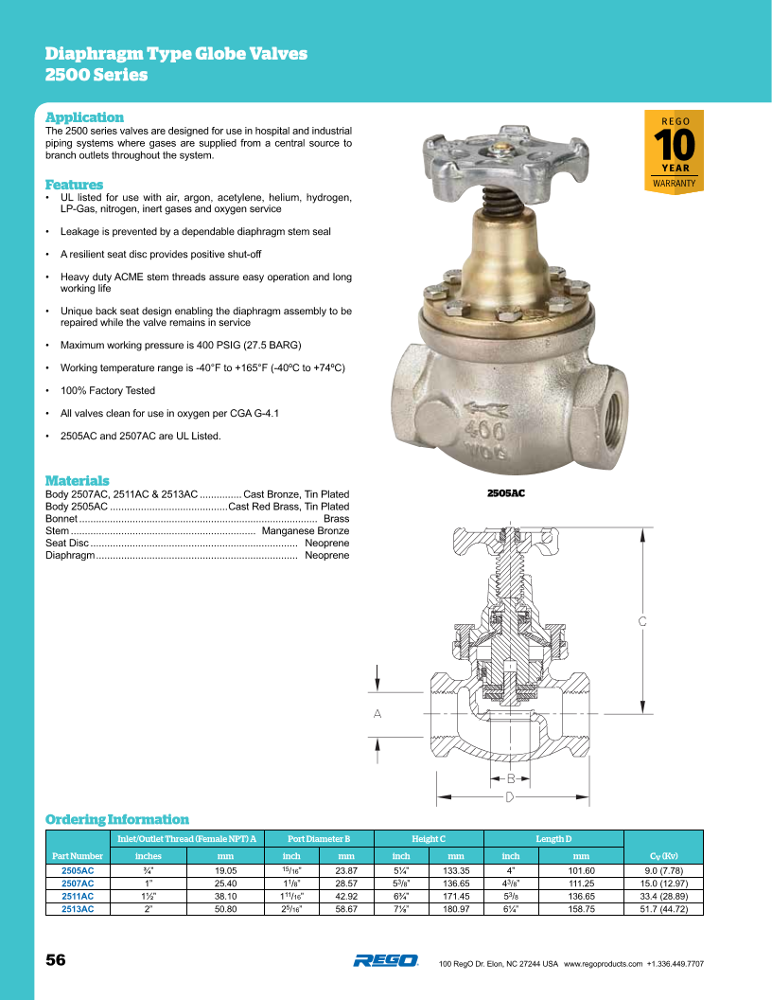 Diaphragm Type Globe Valves
2500 Series
Application
The 2500 series valves are designed for use in hospital and industrial
piping systems where gases are supplied from a central source to
branch outlets throughout the system.
Features
• UL listed for use with air, argon, acetylene, helium, hydrogen,
LP-Gas, nitrogen, inert gases and oxygen service
• Leakage is prevented by a dependable diaphragm stem seal
• A resilient seat disc provides positive shut-off
• Heavy duty ACME stem threads assure easy operation and long
working life
• Unique back seat design enabling the diaphragm assembly to be
repaired while the valve remains in service
• Maximum working pressure is 400 PSIG (27.5 BARG)
• Working temperature range is -40°F to +165°F (-40ºC to +74ºC)
• 100% Factory Tested
• All valves clean for use in oxygen per CGA G-4.1
• 2505AC and 2507AC are UL Listed.
Materials
Body 2507AC, 2511AC & 2513AC ............... Cast Bronze, Tin Plated
Body 2505AC ..........................................Cast Red Brass, Tin Plated
Bonnet ..................................................................................... Brass
Stem .................................................................. Manganese Bronze
Seat Disc .......................................................................... Neoprene
Diaphragm ........................................................................ Neoprene
REGO
10
YEAR
WARRANTY
400
WOG
2505AC
C
A
B
D
Ordering Information
Part Number Inlet/Outlet Thread (Female NPT) A Port Diameter B Height C Length D Cv (Kv)
inches mm inch mm inch mm inch mm
2505AC ¾" 19.05 15/16" 23.87 5¼" 133.35 4" 101.60 9.0 (7.78)
2507AC 1" 25.40 11/8" 28.57 53/8" 136.65 43/8" 111.25 15.0 (12.97)
2511AC 1½" 38.10 111/16" 42.92 6¾" 171.45 53/8 136.65 33.4 (28.89)
2513AC 2" 50.80 25/16" 58.67 7⅛" 180.97 6¼" 158.75 51.7 (44.72)
56
REGO
100 RegO Dr. Elon, NC 27244 USA www.regoproducts.com +1.336.449.7707